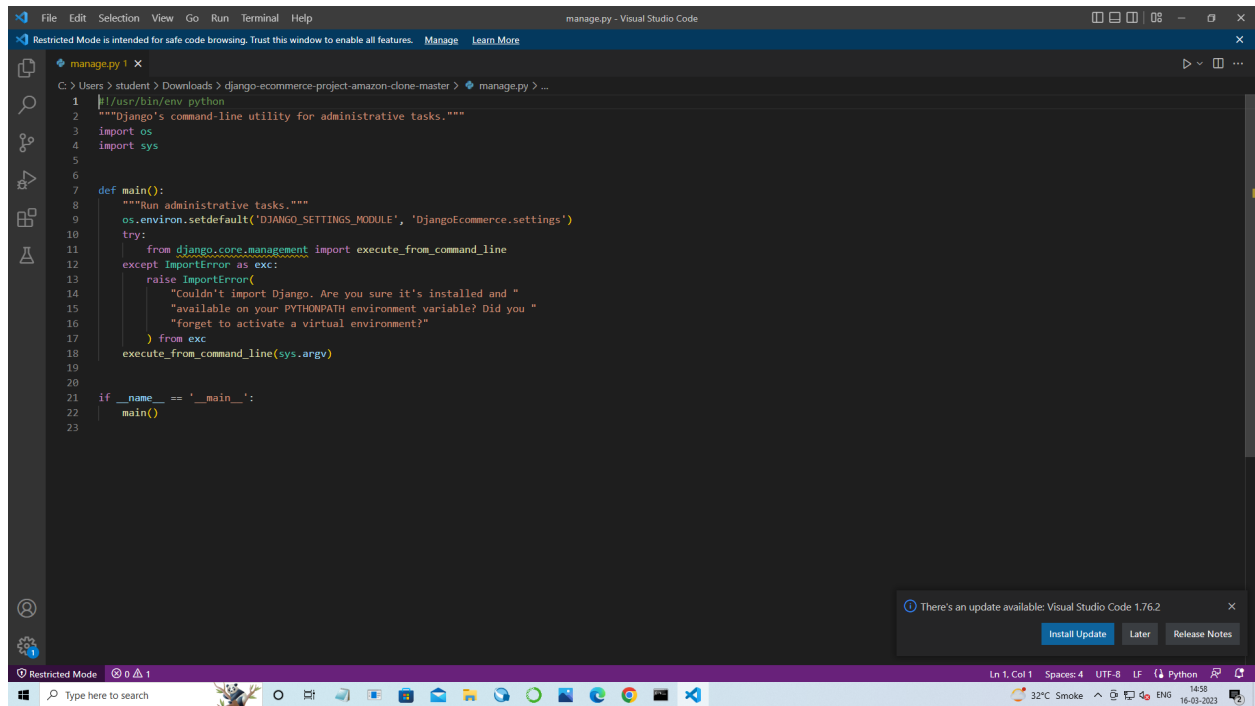 File Edit Selection View Go Run Terminal Help
manage.py - Visual Studio Code
Restricted Mode is intended for safe code browsing. Trust this window to enable all features. Manage Learn More
manage.py 1
C: > Users > student > Downloads > django-ecommerce-project-amazon-clone-master > manage.py > ...
1 #!/usr/bin/env python
2 """Django's command-line utility for administrative tasks."""
3 import os
4 import sys
5
6
7 def main():
8     """Run administrative tasks."""
9     os.environ.setdefault('DJANGO_SETTINGS_MODULE', 'DjangoEcommerce.settings')
10     try:
11         from django.core.management import execute_from_command_line
12     except ImportError as exc:
13         raise ImportError(
14             "Couldn't import Django. Are you sure it's installed and "
15             "available on your PYTHONPATH environment variable? Did you "
16             "forget to activate a virtual environment?"
17         ) from exc
18     execute_from_command_line(sys.argv)
19
20
21 if __name__ == '__main__':
22     main()
23
There's an update available: Visual Studio Code 1.76.2
Install Update Later Release Notes
1
Restricted Mode 0 1
Ln 1, Col 1 Spaces: 4 UTF-8 LF Python
Type here to search
32°C Smoke ENG
14:58
16-03-2023
2